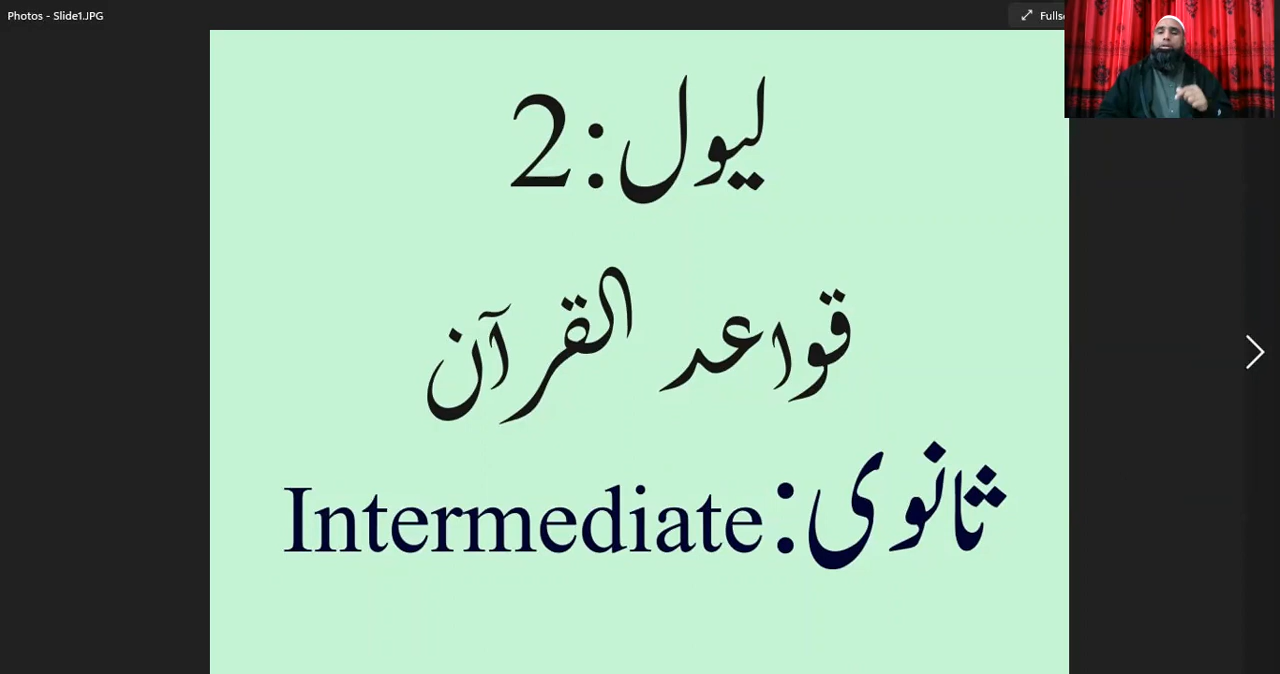 Photos - Slide1.JPG
Fulls
لیول:2
قواعد القرآن
ثانوی:Intermediate